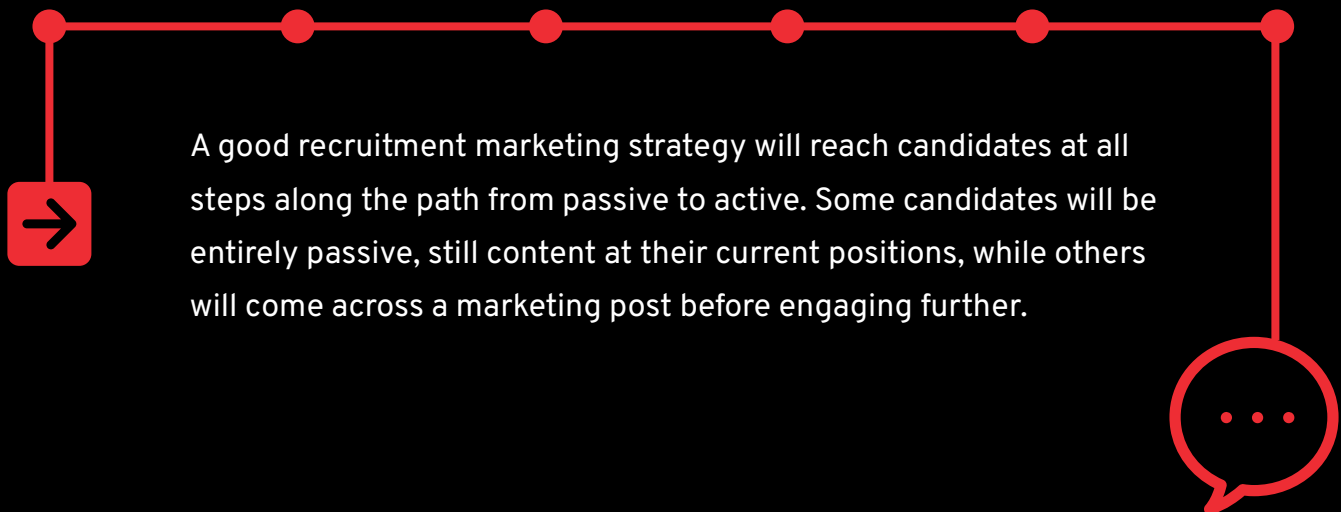 A good recruitment marketing strategy will reach candidates at all
steps along the path from passive to active. Some candidates will be
entirely passive, still content at their current positions, while others
will come across a marketing post before engaging further.